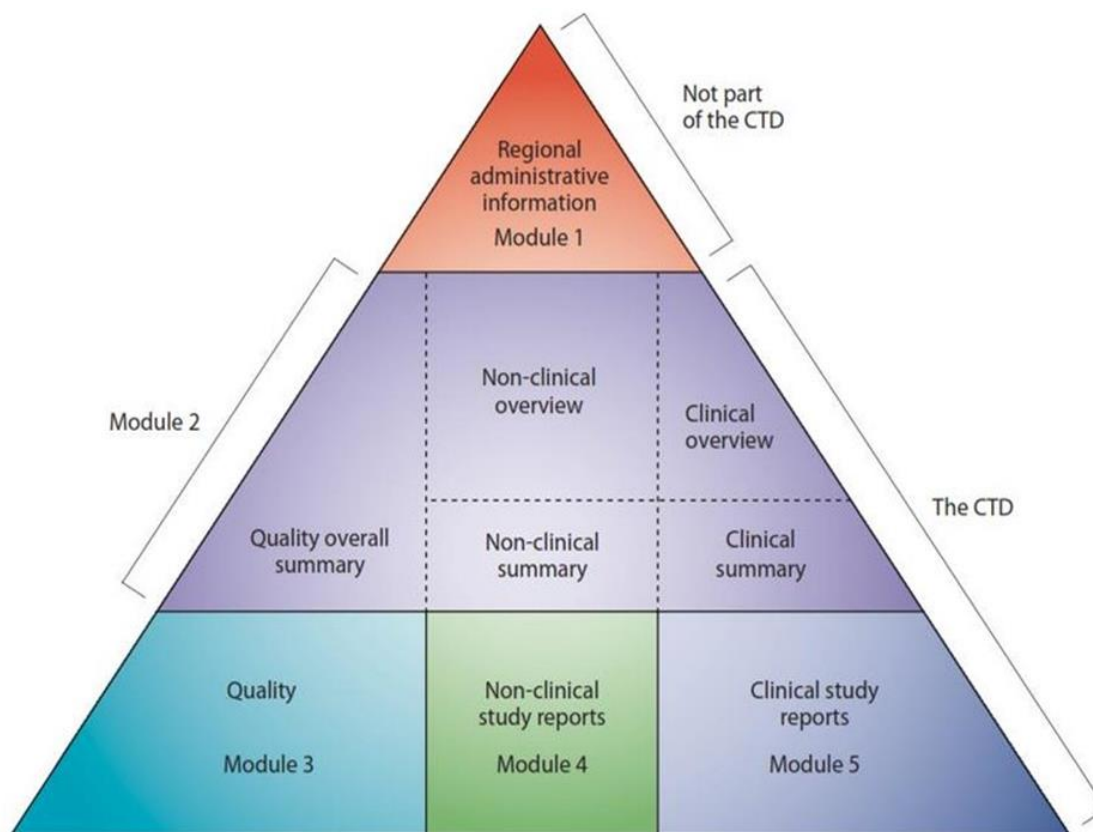 Not part
of the CTD
Regional
administrative
information
Module 1
Module 2
Non-clinical
overview
Clinical
overview
The CTD
Quality overall
summary
Non-clinical
summary
Clinical
summary
Quality
Module 3
Non-clinical
study reports
Module 4
Clinical study
reports
Module 5